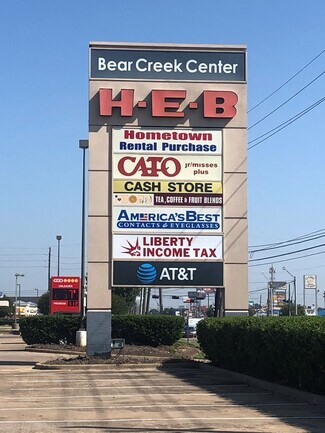 Bear Creek Center
H-E-B
Hometown
Rental Purchase
CATO jr/misses
plus
CASH STORE
TEA, COFFEE & FRUIT BLENDS
AMERICA'S BEST
CONTACTS & EYEGLASSES
LIBERTY
INCOME TAX
AT&T